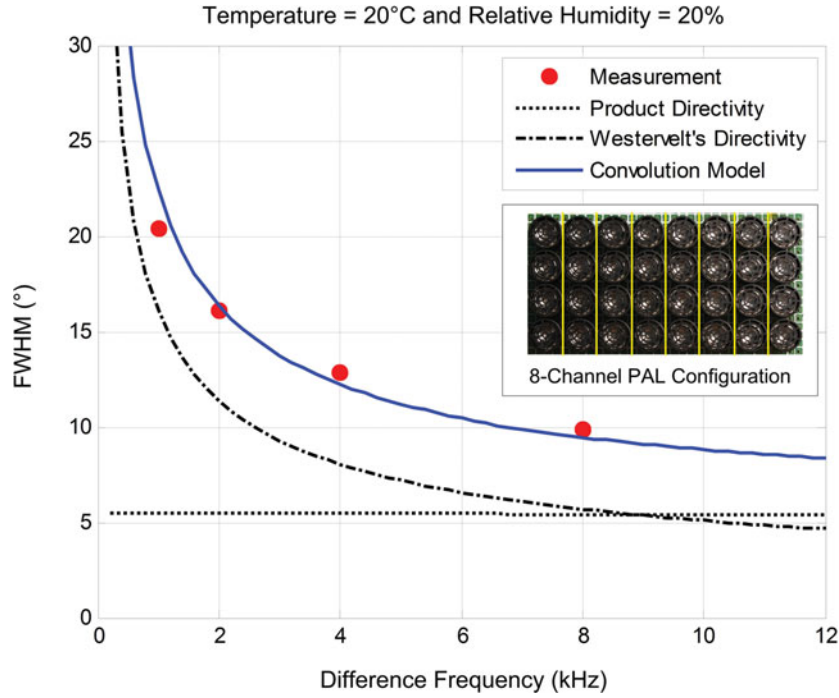 Temperature = 20°C and Relative Humidity = 20%
30
25
20
15
10
5
0
FWHM (°)
Measurement
Product Directivity
Westervelt's Directivity
Convolution Model
8-Channel PAL Configuration
0 2 4 6 8 10 12
Difference Frequency (kHz)